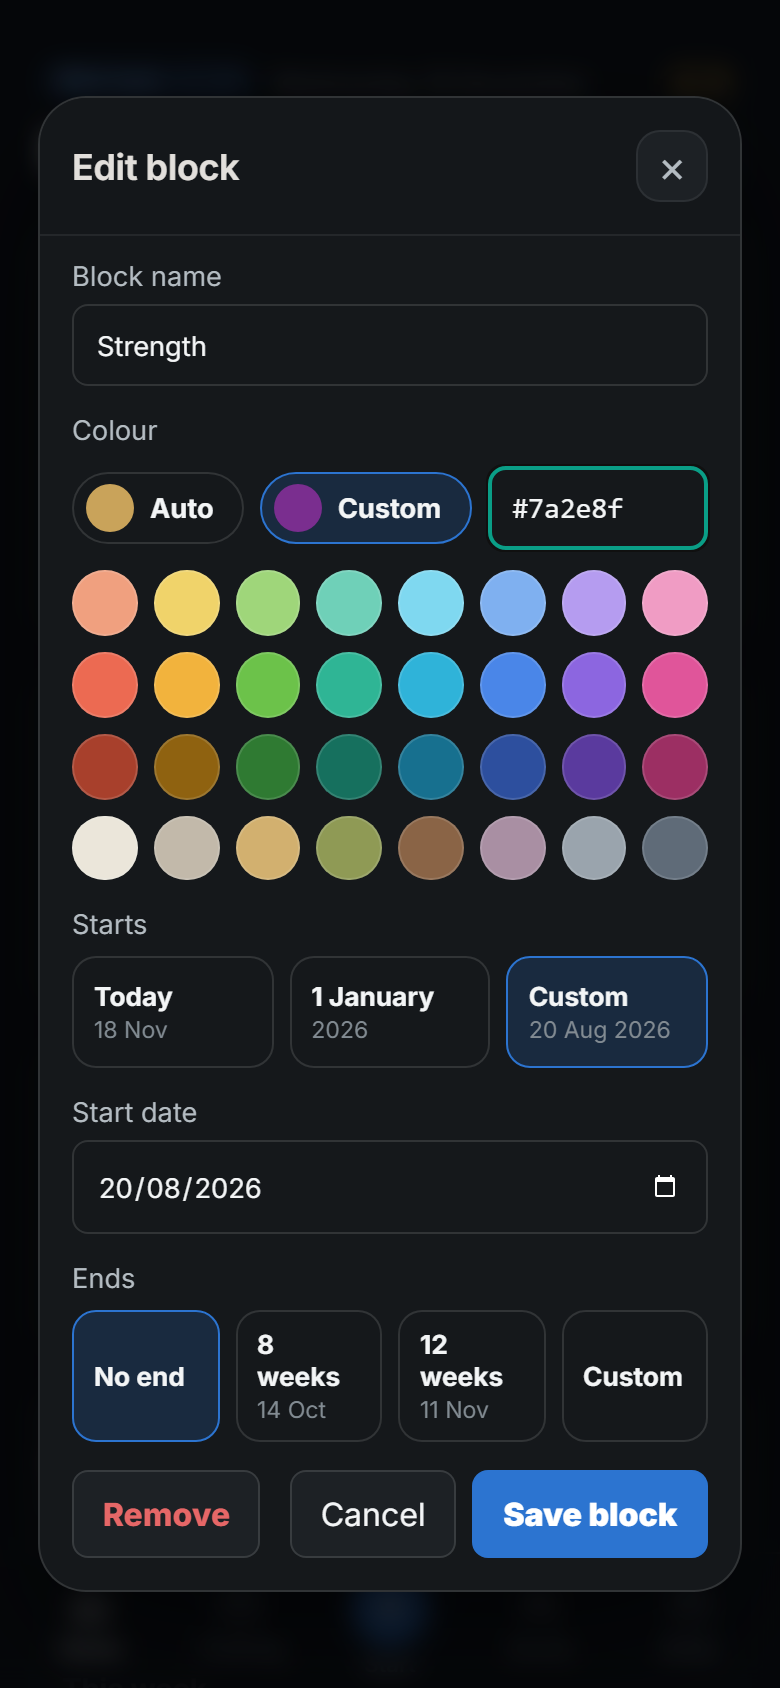 Edit block
Block name
Strength
Colour
Auto
Custom
#7a2e8f
Starts
Today
18 Nov
1 January
2026
Custom
20 Aug 2026
Start date
20/08/2026
Ends
No end
8
weeks
14 Oct
12
weeks
11 Nov
Custom
Remove
Cancel
Save block